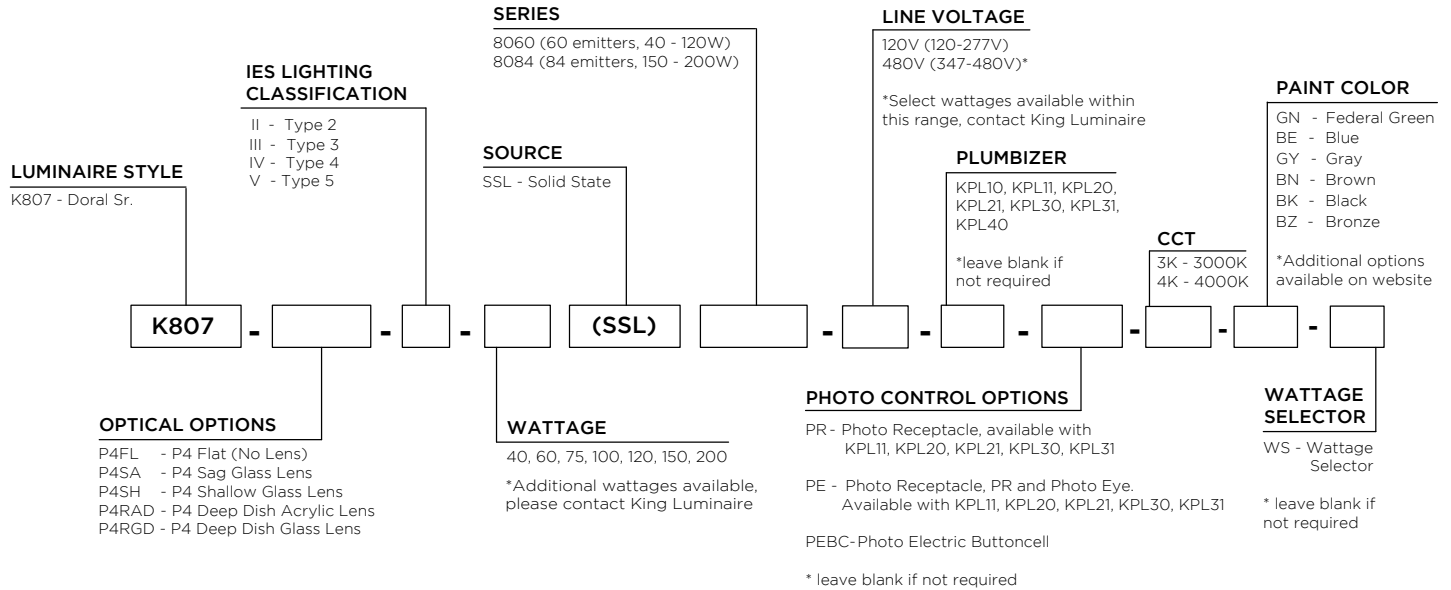 SERIES
8060 (60 emitters, 40 - 120W)
8084 (84 emitters, 150 - 200W)
LINE VOLTAGE
120V (120-277V)
480V (347-480V)*
*Select wattages available within
this range, contact King Luminaire
IES LIGHTING
CLASSIFICATION
II - Type 2
III - Type 3
IV - Type 4
V - Type 5
PAINT COLOR
GN - Federal Green
BE - Blue
GY - Gray
BN - Brown
BK - Black
BZ - Bronze
*Additional options
available on website
LUMINAIRE STYLE
K807 - Doral Sr.
SOURCE
SSL - Solid State
PLUMBIZER
KPL10, KPL11, KPL20,
KPL21, KPL30, KPL31,
KPL40
*leave blank if
not required
CCT
3K - 3000K
4K - 4000K
K807 - - - (SSL) - - - - - -
OPTICAL OPTIONS
P4FL - P4 Flat (No Lens)
P4SA - P4 Sag Glass Lens
P4SH - P4 Shallow Glass Lens
P4RAD - P4 Deep Dish Acrylic Lens
P4RGD - P4 Deep Dish Glass Lens
WATTAGE
40, 60, 75, 100, 120, 150, 200
*Additional wattages available,
please contact King Luminaire
PHOTO CONTROL OPTIONS
PR - Photo Receptacle, available with
KPL11, KPL20, KPL21, KPL30, KPL31
PE - Photo Receptacle, PR and Photo Eye.
Available with KPL11, KPL20, KPL21, KPL30, KPL31
PEBC-Photo Electric Buttoncell
* leave blank if not required
WATTAGE
SELECTOR
WS - Wattage
Selector
* leave blank if
not required